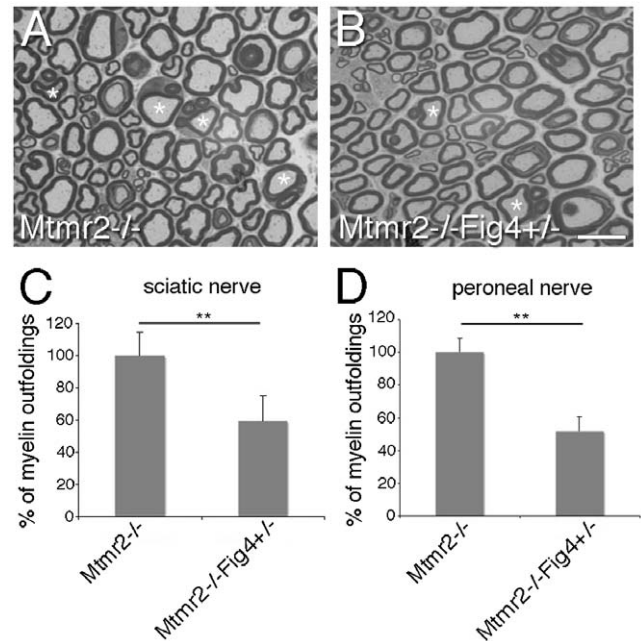 A
*
*
*
*
Mtmr2-/-
B
*
*
Mtmr2-/-Fig4+/-
C
sciatic nerve
**
120
100
80
60
40
20
0
% of myelin outfoldings
Mtmr2-/-
Mtmr2-/-Fig4+/-
D
peroneal nerve
**
120
100
80
60
40
20
0
% of myelin outfoldings
Mtmr2-/-
Mtmr2-/-Fig4+/-